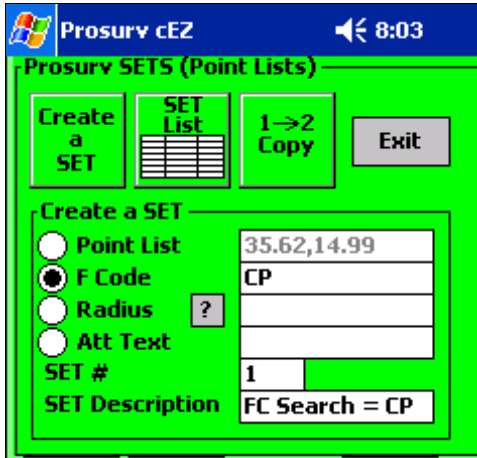 Prosurv cEZ 8:03
Prosurv SETS (Point Lists)
Create
a
SET
SET
List
1->2
Copy
Exit
Create a SET
Point List 35.62,14.99
F Code CP
Radius ?
Att Text
SET # 1
SET Description FC Search = CP